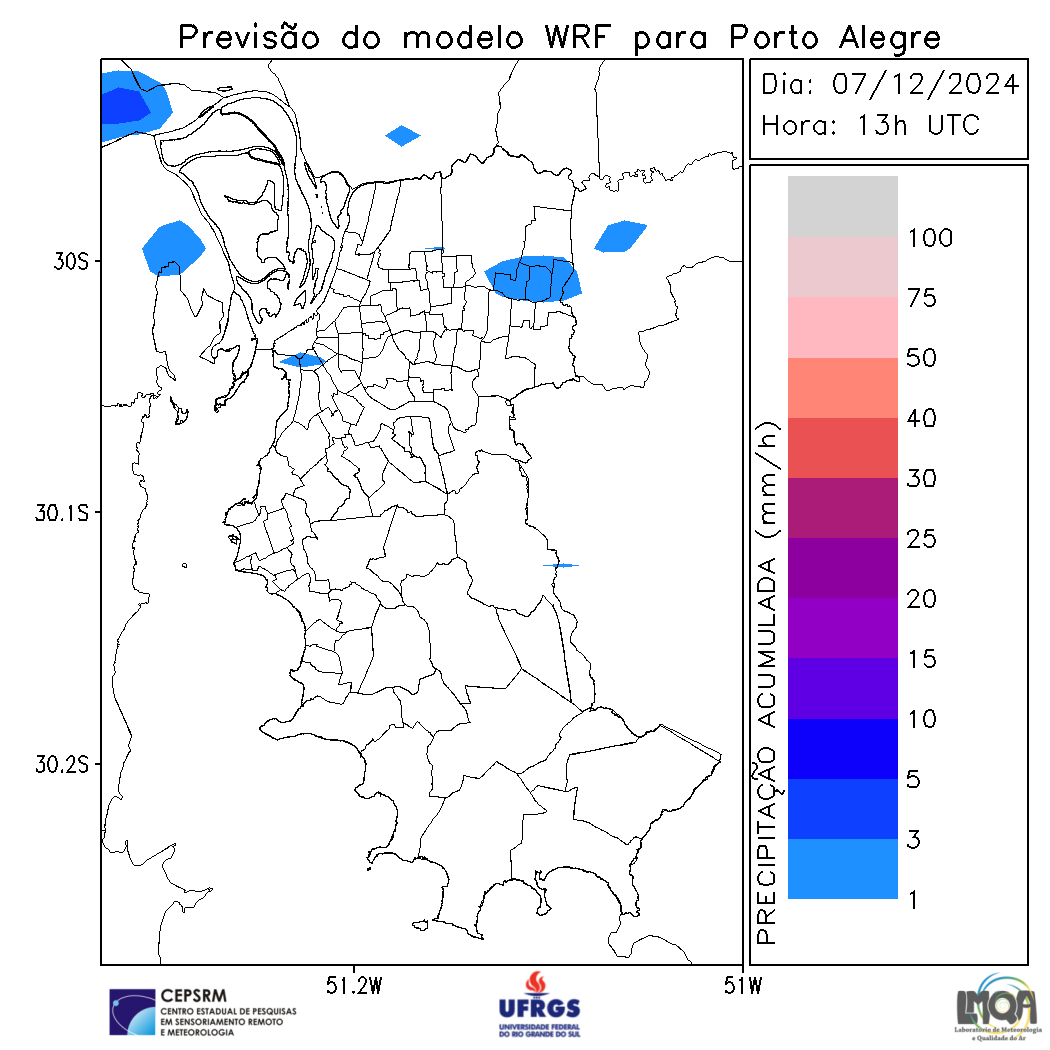 Previsão do modelo WRF para Porto Alegre
Dia: 07/12/2024
Hora: 13h UTC
30S
30.1S
30.2S
51.2W
51W
PRECIPITAÇÃO ACUMULADA (mm/h)
100
75
50
40
30
25
20
15
10
5
3
1
CEPSRM
CENTRO ESTADUAL DE PESQUISAS
EM SENSORIAMENTO REMOTO
E METEOROLOGIA
UFRGS
UNIVERSIDADE FEDERAL
DO RIO GRANDE DO SUL
LMQA
Laboratório de Meteorologia
e Qualidade do Ar